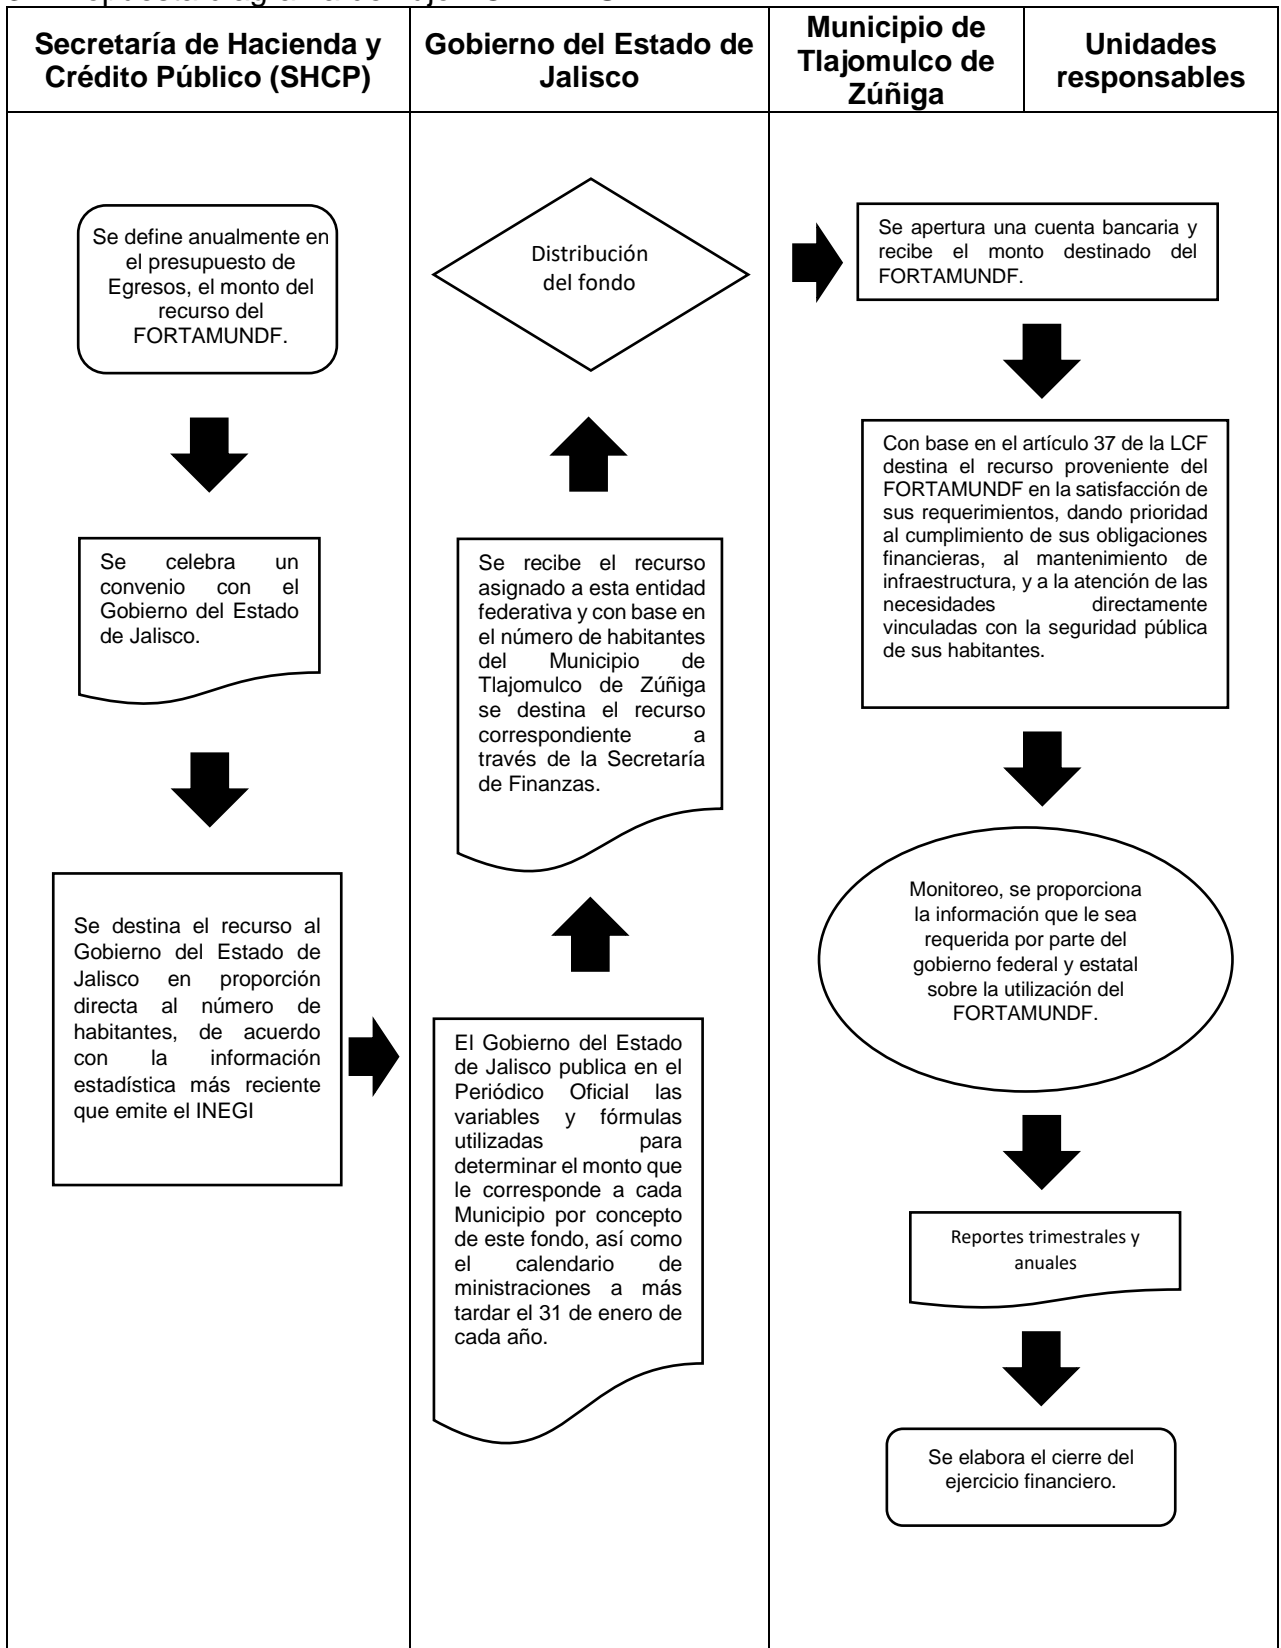 Secretaría de Hacienda y
Crédito Público (SHCP)
Gobierno del Estado de
Jalisco
Municipio de
Tlajomulco de
Zúñiga
Unidades
responsables
Se define anualmente en
el presupuesto de
Egresos, el monto del
recurso del
FORTAMUNDF.
Se celebra un
convenio con el
Gobierno del Estado
de Jalisco.
Se destina el recurso al
Gobierno del Estado de
Jalisco en proporción
directa al número de
habitantes, de acuerdo
con la información
estadística más reciente
que emite el INEGI
Distribución
del fondo
Se recibe el recurso
asignado a esta entidad
federativa y con base en
el número de habitantes
del Municipio de
Tlajomulco de Zúñiga
se destina el recurso
correspondiente a
través de la Secretaría
de Finanzas.
El Gobierno del Estado
de Jalisco publica en el
Periódico Oficial las
variables y fórmulas
utilizadas para
determinar el monto que
le corresponde a cada
Municipio por concepto
de este fondo, así como
el calendario de
ministraciones a más
tardar el 31 de enero de
cada año.
Se apertura una cuenta bancaria y
recibe el monto destinado del
FORTAMUNDF.
Con base en el artículo 37 de la LCF
destina el recurso proveniente del
FORTAMUNDF en la satisfacción de
sus requerimientos, dando prioridad
al cumplimiento de sus obligaciones
financieras, al mantenimiento de
infraestructura, y a la atención de las
necesidades directamente
vinculadas con la seguridad pública
de sus habitantes.
Monitoreo, se proporciona
la información que le sea
requerida por parte del
gobierno federal y estatal
sobre la utilización del
FORTAMUNDF.
Reportes trimestrales y
anuales
Se elabora el cierre del
ejercicio financiero.